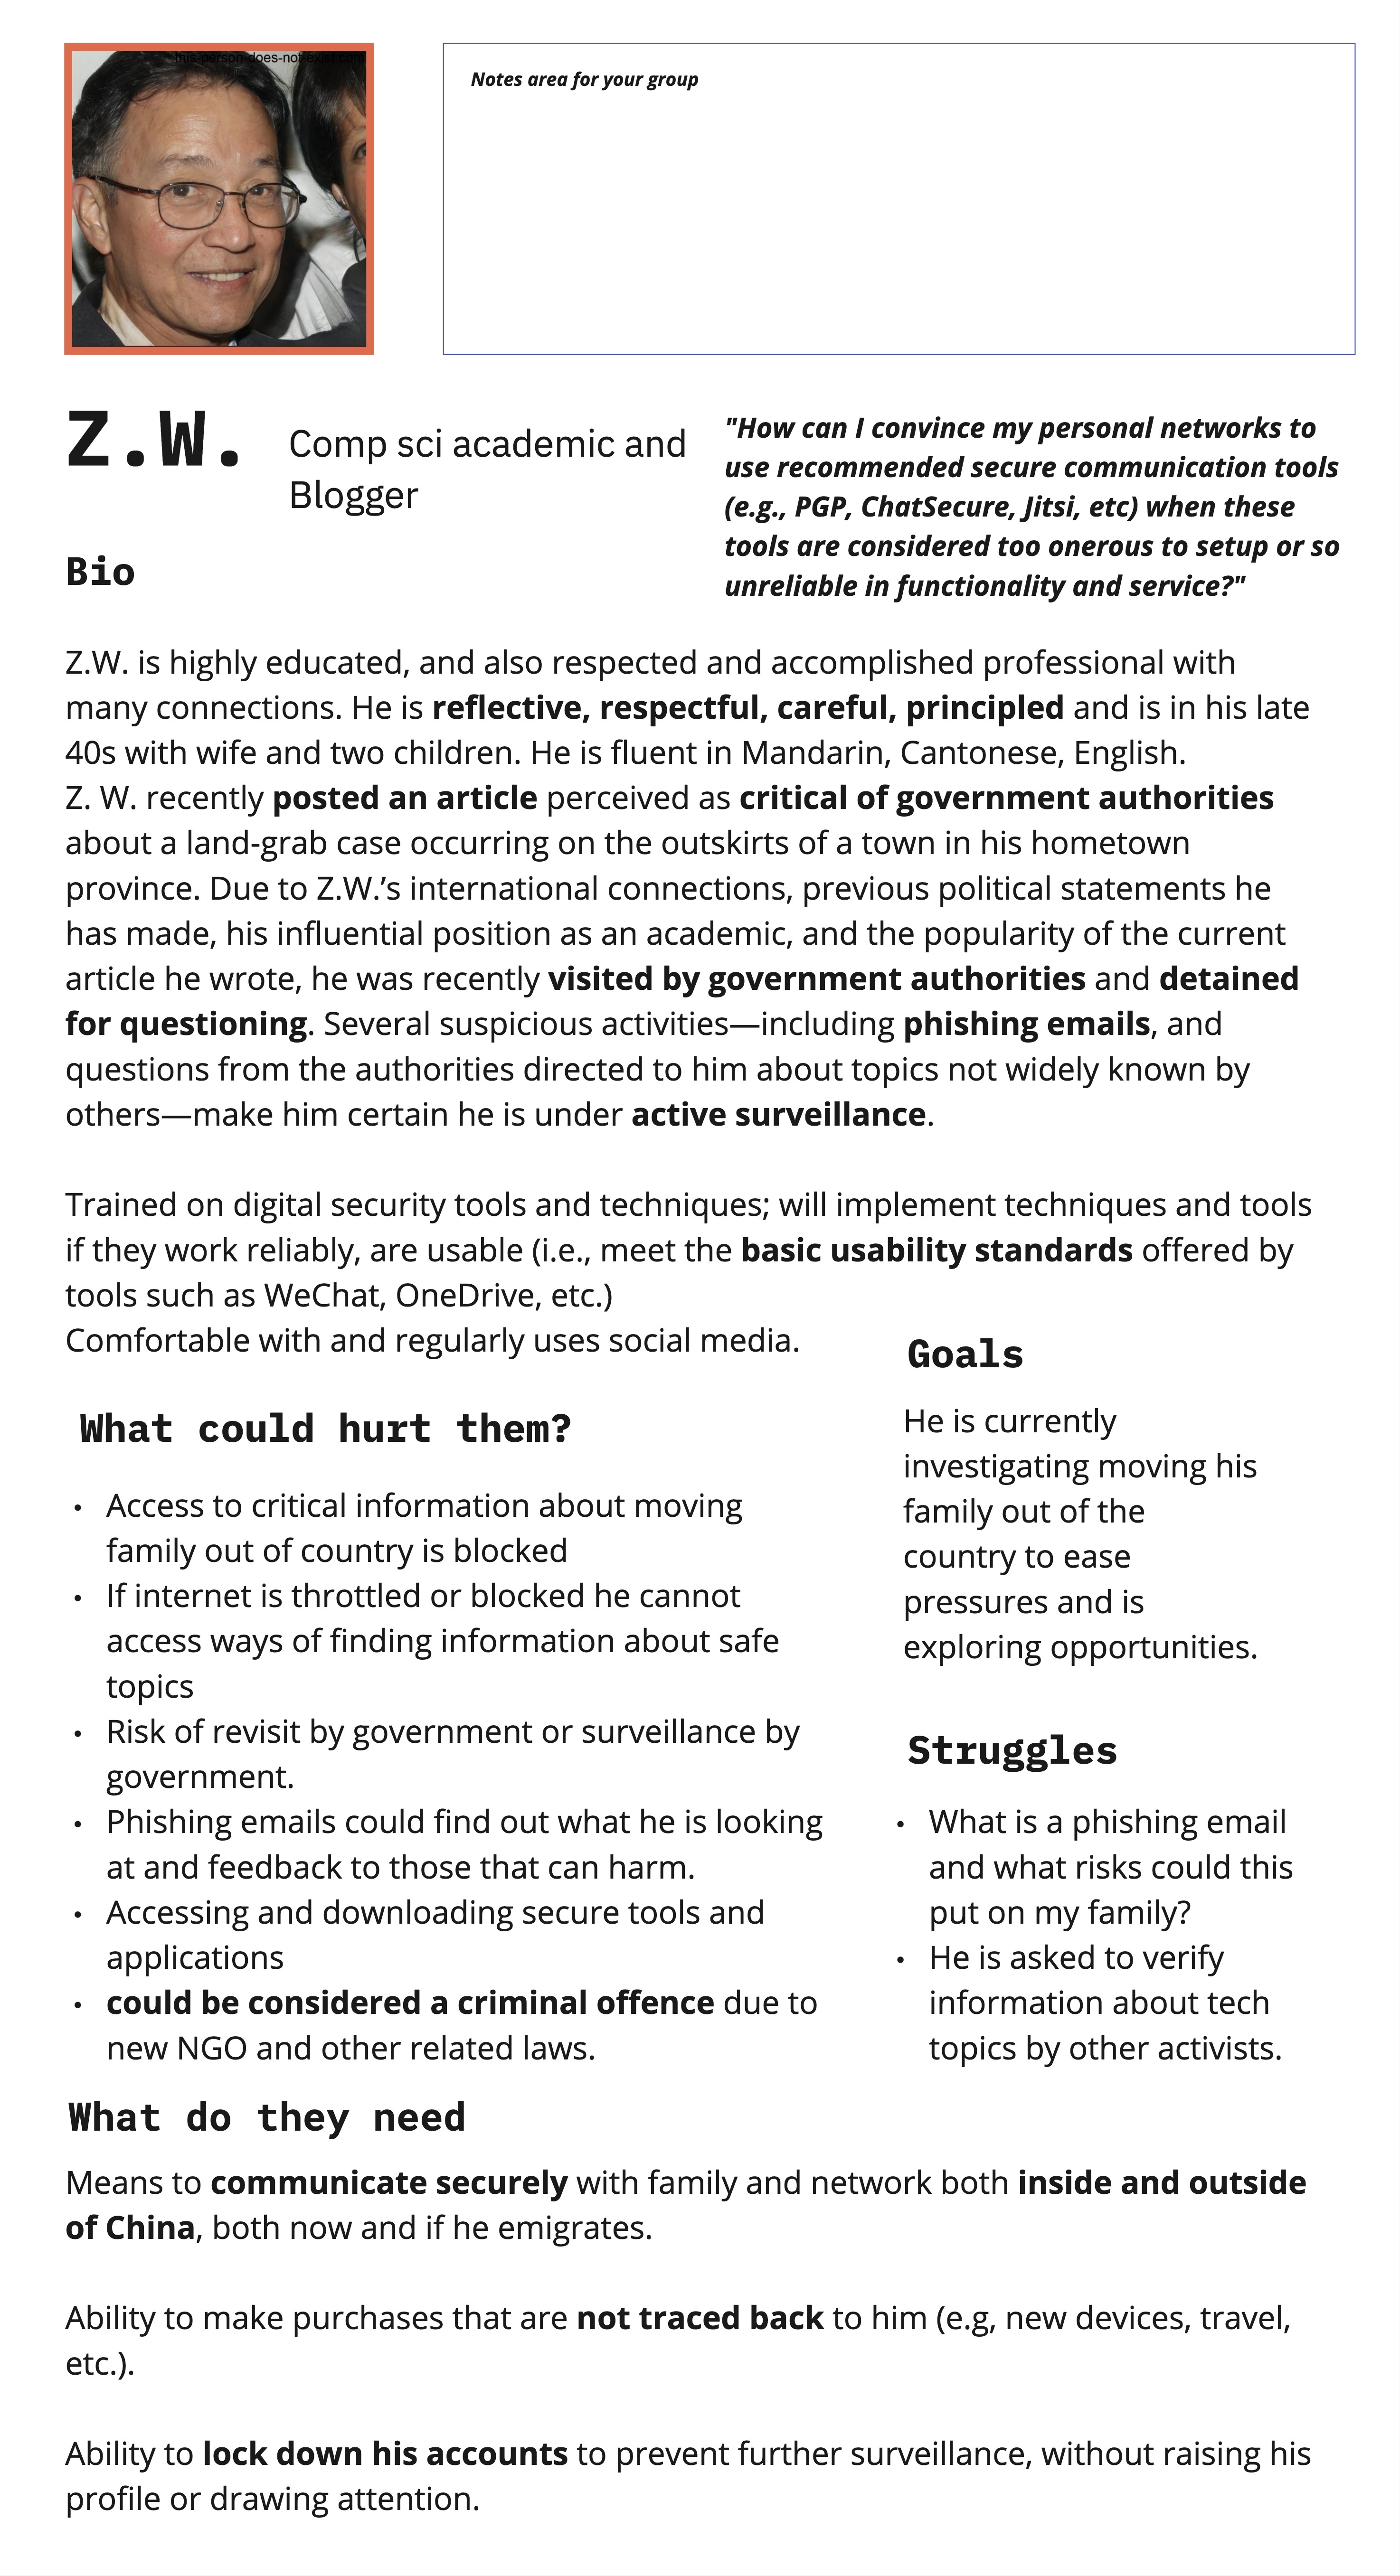 this-person-does-not-exist.com
Notes area for your group
Z.W.
Comp sci academic and
Blogger
"How can I convince my personal networks to
use recommended secure communication tools
(e.g., PGP, ChatSecure, Jitsi, etc) when these
tools are considered too onerous to setup or so
unreliable in functionality and service?"
Bio
Z.W. is highly educated, and also respected and accomplished professional with
many connections. He is reflective, respectful, careful, principled and is in his late
40s with wife and two children. He is fluent in Mandarin, Cantonese, English.
Z. W. recently posted an article perceived as critical of government authorities
about a land-grab case occurring on the outskirts of a town in his hometown
province. Due to Z.W.’s international connections, previous political statements he
has made, his influential position as an academic, and the popularity of the current
article he wrote, he was recently visited by government authorities and detained
for questioning. Several suspicious activities—including phishing emails, and
questions from the authorities directed to him about topics not widely known by
others—make him certain he is under active surveillance.
Trained on digital security tools and techniques; will implement techniques and tools
if they work reliably, are usable (i.e., meet the basic usability standards offered by
tools such as WeChat, OneDrive, etc.)
Comfortable with and regularly uses social media.
What could hurt them?
• Access to critical information about moving
family out of country is blocked
• If internet is throttled or blocked he cannot
access ways of finding information about safe
topics
• Risk of revisit by government or surveillance by
government.
• Phishing emails could find out what he is looking
at and feedback to those that can harm.
• Accessing and downloading secure tools and
applications
• could be considered a criminal offence due to
new NGO and other related laws.
Goals
He is currently
investigating moving his
family out of the
country to ease
pressures and is
exploring opportunities.
Struggles
• What is a phishing email
and what risks could this
put on my family?
• He is asked to verify
information about tech
topics by other activists.
What do they need
Means to communicate securely with family and network both inside and outside
of China, both now and if he emigrates.
Ability to make purchases that are not traced back to him (e.g, new devices, travel,
etc.).
Ability to lock down his accounts to prevent further surveillance, without raising his
profile or drawing attention.